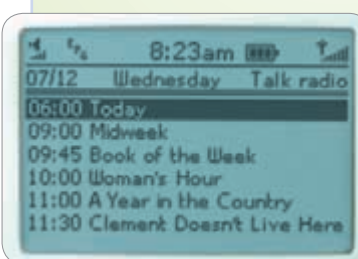 8:23am
07/12 Wednesday Talk radio
06:00 Today
09:00 Midweek
09:45 Book of the Week
10:00 Woman's Hour
11:00 A Year in the Country
11:30 Clement Doesn't Live Here